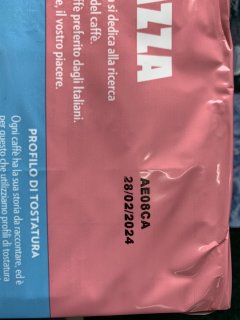 AZZA
si dedica alla ricerca
del caffè.
ffè preferito dagli Italiani.
e, il vostro piacere.
AE08CA
28/02/2024
PROFILO DI TOSTATURA
Ogni caffè ha la sua storia da raccontare, ed è
per questo che utilizziamo profili di tostatura